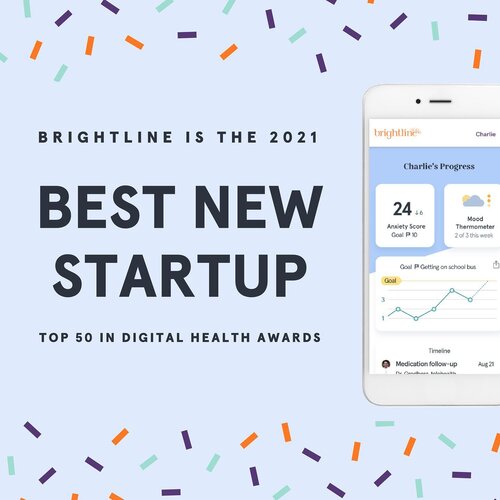 BRIGHTLINE IS THE 2021
BEST NEW
STARTUP
TOP 50 IN DIGITAL HEALTH AWARDS
brightline
Charlie
Charlie's Progress
24 ↓6
Anxiety Score
Goal 10
Mood
Thermometer
2 of 3 this week
Goal Getting on school bus
Goal
3
2
1
Timeline
Medication follow-up Aug 21